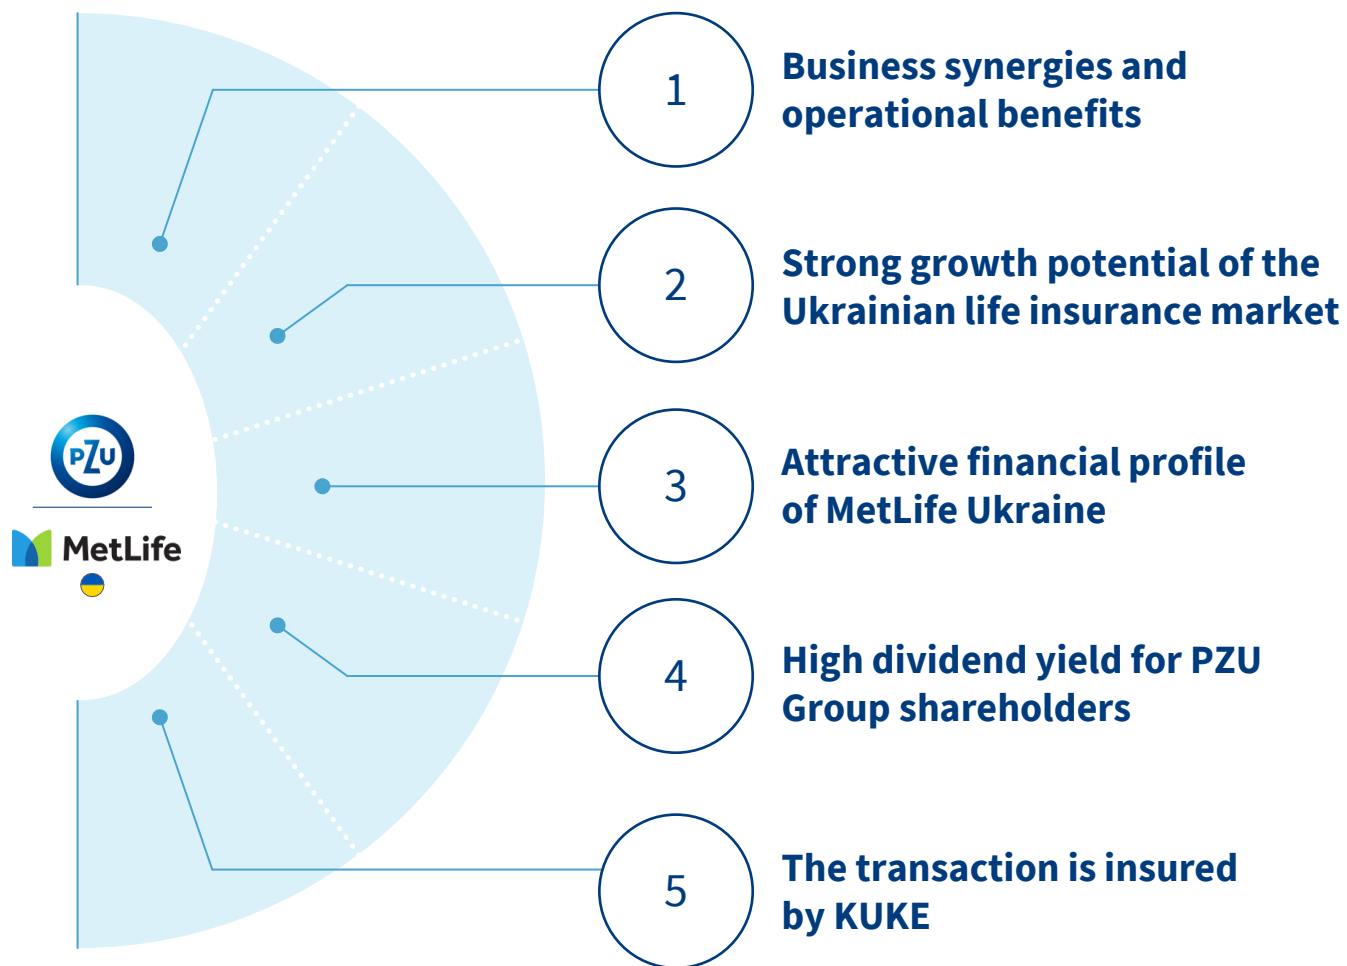 1
Business synergies and
operational benefits
2
Strong growth potential of the
Ukrainian life insurance market
PZU
MetLife
3
Attractive financial profile
of MetLife Ukraine
4
High dividend yield for PZU
Group shareholders
5
The transaction is insured
by KUKE